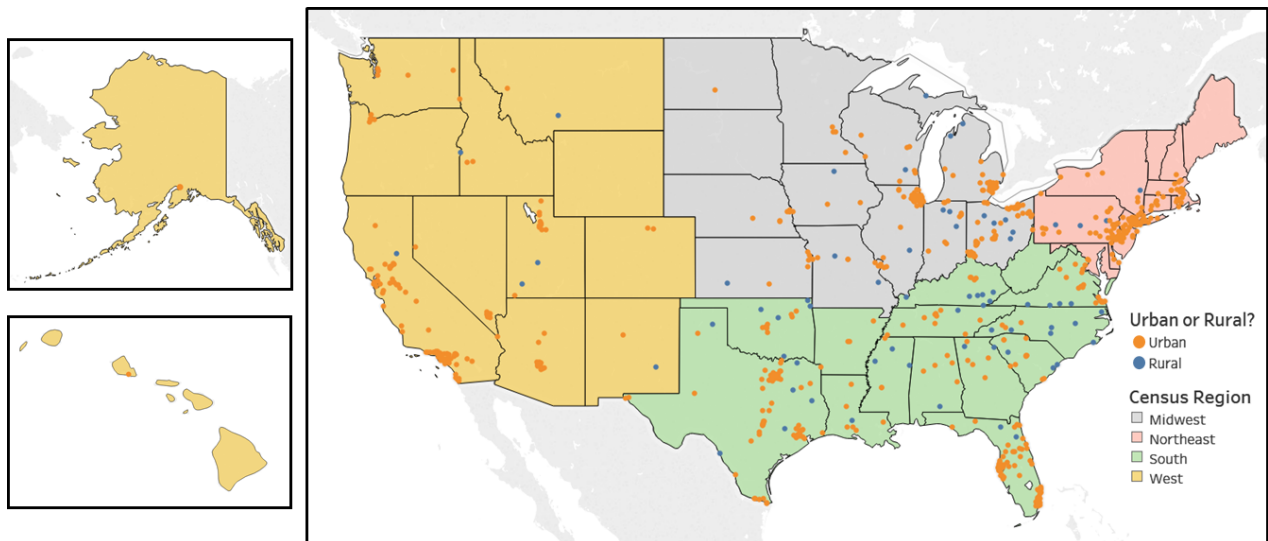 Urban or Rural?
Urban
Rural
Census Region
Midwest
Northeast
South
West